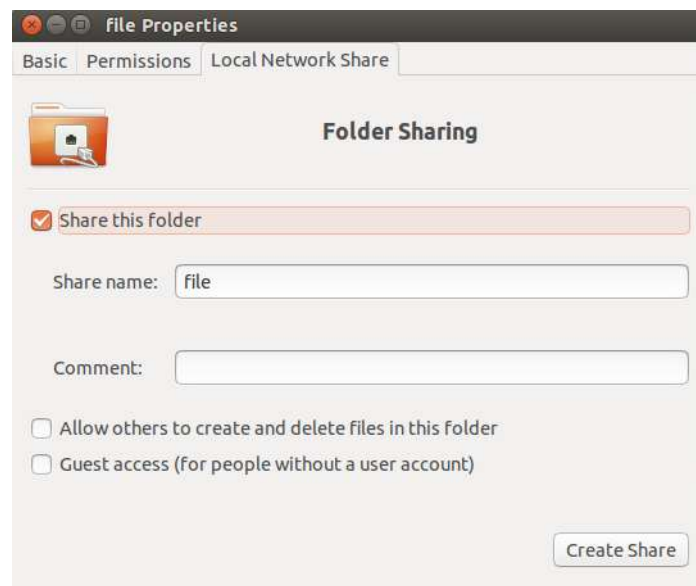 file Properties
Basic Permissions Local Network Share
Folder Sharing
Share this folder
Share name: file
Comment:
Allow others to create and delete files in this folder
Guest access (for people without a user account)
Create Share